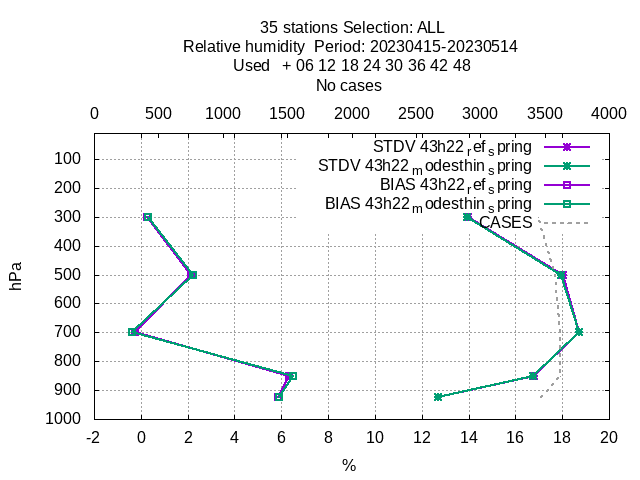 35 stations Selection: ALL
Relative humidity  Period: 20230415-20230514
Used   + 06 12 18 24 30 36 42 48
No cases
0 500 1000 1500 2000 2500 3000 3500 4000
STDV 43h22_ref_spring
STDV 43h22_modesthin_spring
BIAS 43h22_ref_spring
BIAS 43h22_modesthin_spring
CASES
hPa
100
200
300
400
500
600
700
800
900
1000
-2 0 2 4 6 8 10 12 14 16 18 20
%